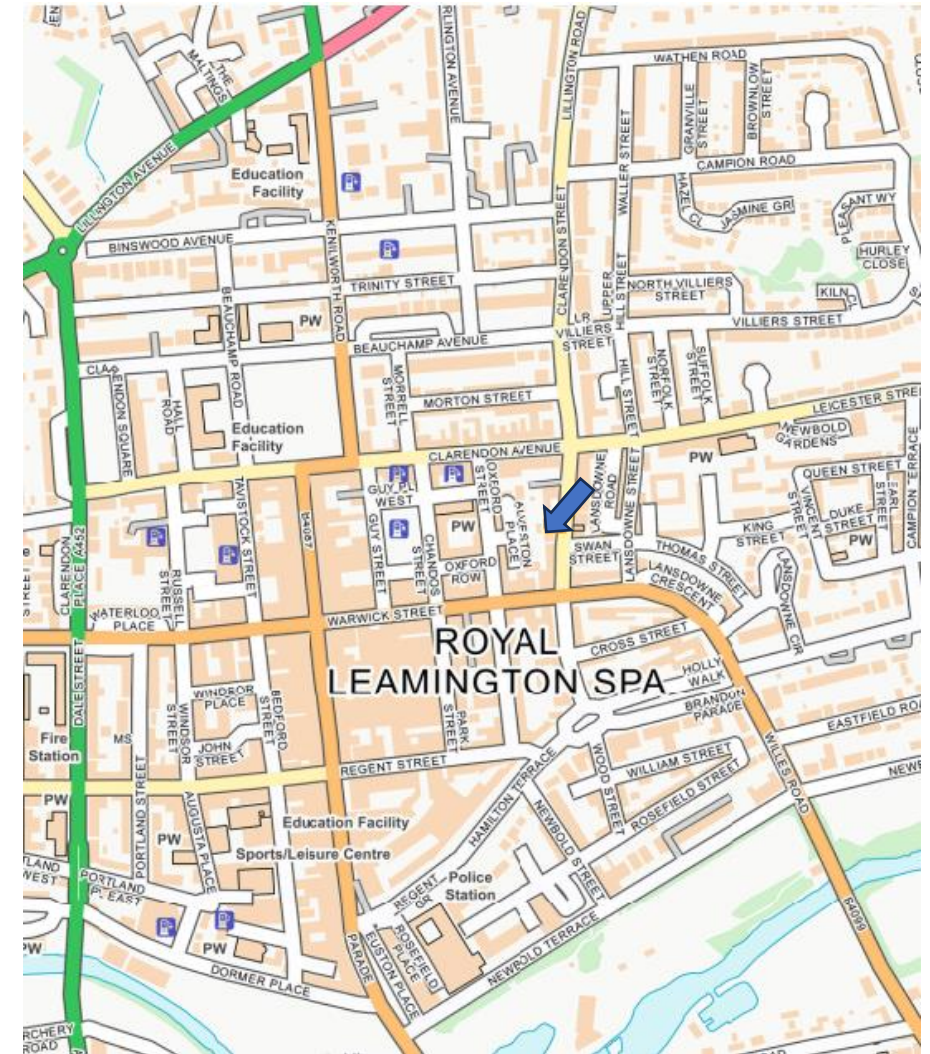 THE
MALTINGS
RLINGTON AVENUE
LILLINGTON ROAD
WATHEN ROAD
GRANVILLE
STREET
BROWNLOW
STREET
LILLINGTON AVENUE
Education
Facility
WALLER STREET
CAMPION ROAD
HAZEL CL
JASMINE GR
PLEASANT WY
HURLEY
CLOSE
BINSWOOD AVENUE
KENILWORTH ROAD
CLARENDON STREET
TRINITY STREET
BEAUCHAMP ROAD
PW
UPPER
HILL STREET
NORTH VILLIERS
STREET
KILN CL
LR
VILLIERS
STREET
VILLIERS STREET
BEAUCHAMP AVENUE
CLARENDON SQUARE
HALL
ROAD
MORRELL
STREET
MORTON STREET
HILL STREET
NORFOLK
STREET
SUFFOLK
STREET
LEICESTER STREE
NEWBOLD
GARDENS
Education
Facility
CLARENDON AVENUE
PW
CAMPION TERRACE
QUEEN STREET
TAVISTOCK STREET
B4087
GUY PL
WEST
GUY STREET
CHANDOS
STREET
PW
OXFORD
STREET
ALVESTON
PLACE
OXFORD
ROW
LANSDOWNE
ROAD
LANSDOWNE STREET
SWAN
STREET
THOMAS STREET
KING
STREET
VINCENT
STREET
DUKE
STREET
EARL
STREET
PW
STREET
CLARENDON
PLACE A452
RUSSELL
STREET
WATERLOO
PLACE
WARWICK STREET
LANSDOWNE
CRESCENT
LANSDOWNE CIR
ROYAL
LEAMINGTON SPA
CROSS STREET
HOLLY
WALK
BRANDON
PARADE
EASTFIELD ROA
DALE STREET
Fire
Station
MS
WINDSOR
PLACE
WINDSOR
STREET
JOHN
STREET
BEDFORD
STREET
PARK
STREET
REGENT STREET
WOOD STREET
WILLIAM STREET
ROSEFIELD STREET
WILLES ROAD
NEWB
PW
PORTLAND STREET
AUGUSTA PLACE
PW
Education Facility
Sports/Leisure Centre
HAMILTON TERRACE
NEWBOLD STREET
TLAND
WEST
PORTLAND
PL EAST
REGENT
GR
Police
Station
PW
PW
DORMER PLACE
PARADE
EUSTON PLACE
ROSEFIELD
PLACE
NEWBOLD TERRACE
B4099
RCHERY
ROAD